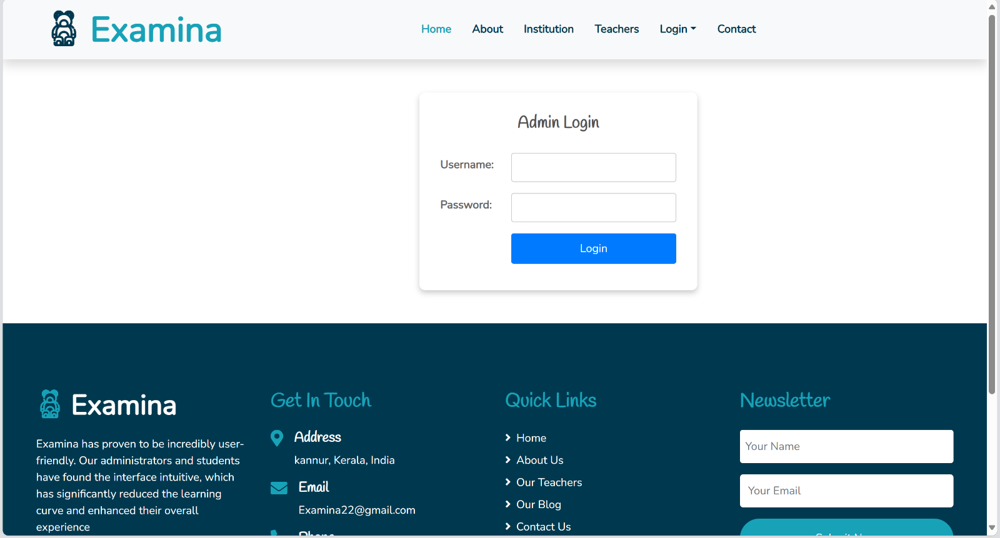 Examina
Home
About
Institution
Teachers
Login
Contact
Admin Login
Username:
Password:
Login
Examina
Examina has proven to be incredibly user-
friendly. Our administrators and students
have found the interface intuitive, which
has significantly reduced the learning
curve and enhanced their overall
experience
Get In Touch
Address
kannur, Kerala, India
Email
Examina22@gmail.com
Phone
Quick Links
Home
About Us
Our Teachers
Our Blog
Contact Us
Newsletter
Your Name
Your Email